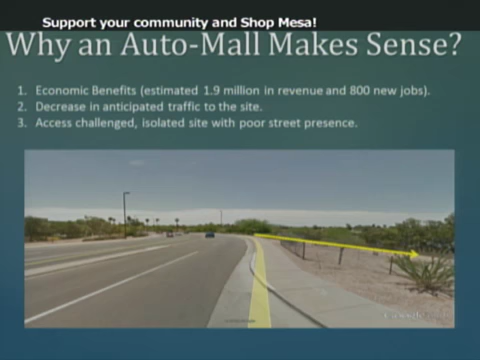 Support your community and Shop Mesa!
Why an Auto-Mall Makes Sense?
1. Economic Benefits (estimated 1.9 million in revenue and 800 new jobs).
2. Decrease in anticipated traffic to the site.
3. Access challenged, isolated site with poor street presence.